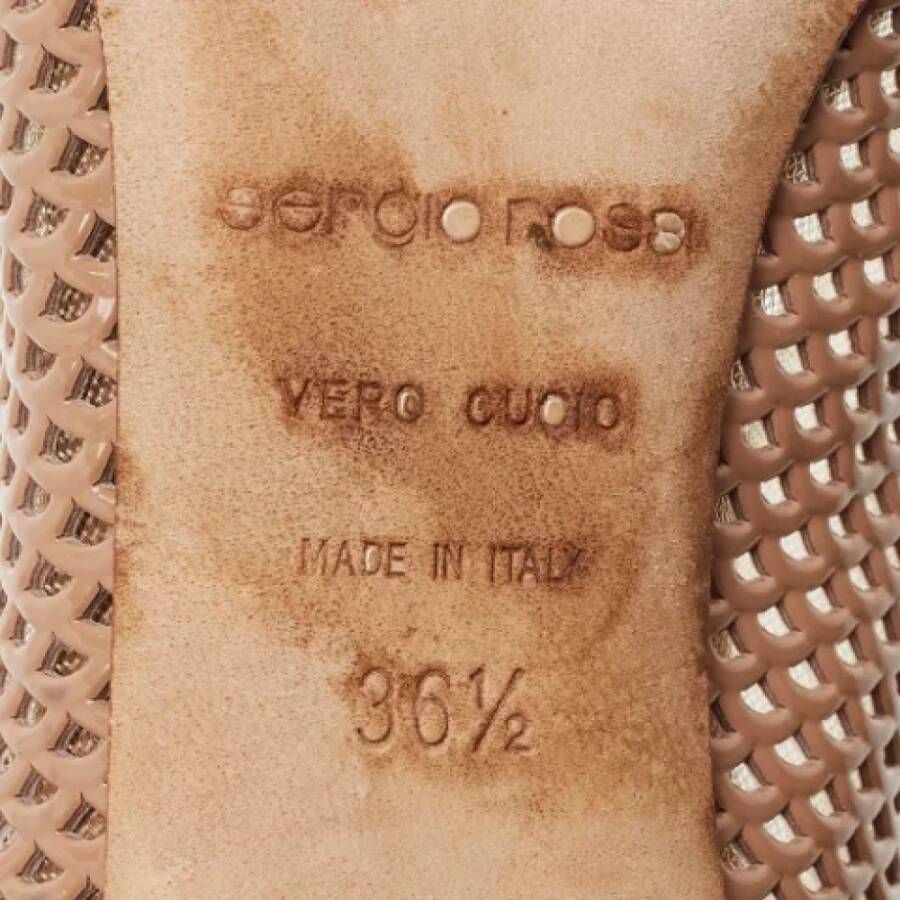 sergio rossi
VERO CUOIO
MADE IN ITALY
36½